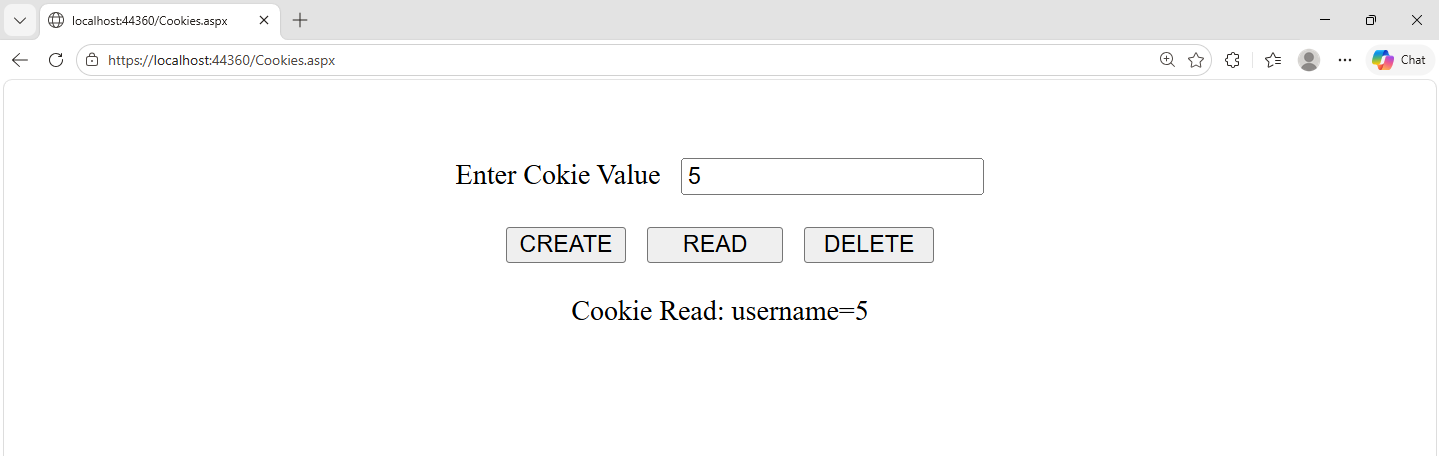 localhost:44360/Cookies.aspx
https://localhost:44360/Cookies.aspx
Chat
Enter Cokie Value 5
CREATE READ DELETE
Cookie Read: username=5